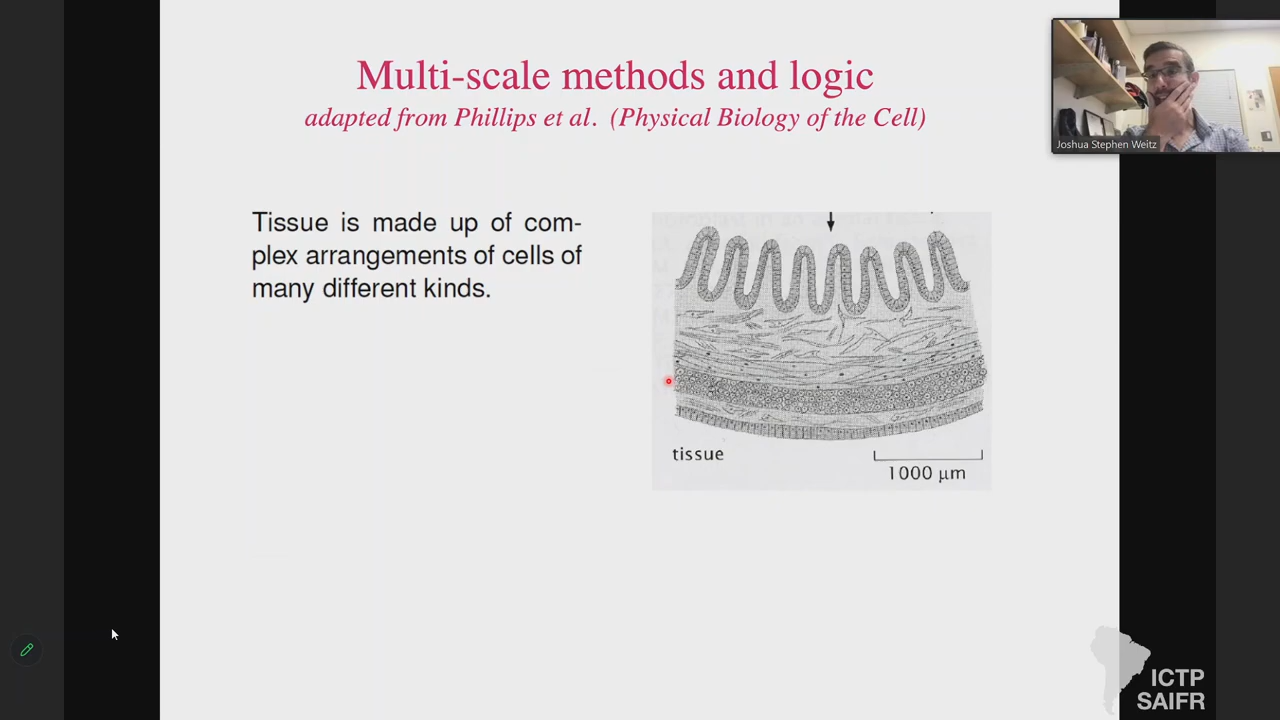 Multi-scale methods and logic
adapted from Phillips et al. (Physical Biology of the Cell)
Joshua Stephen Weitz
Tissue is made up of com-
plex arrangements of cells of
many different kinds.
tissue
1000 μm
ICTP
SAIFR